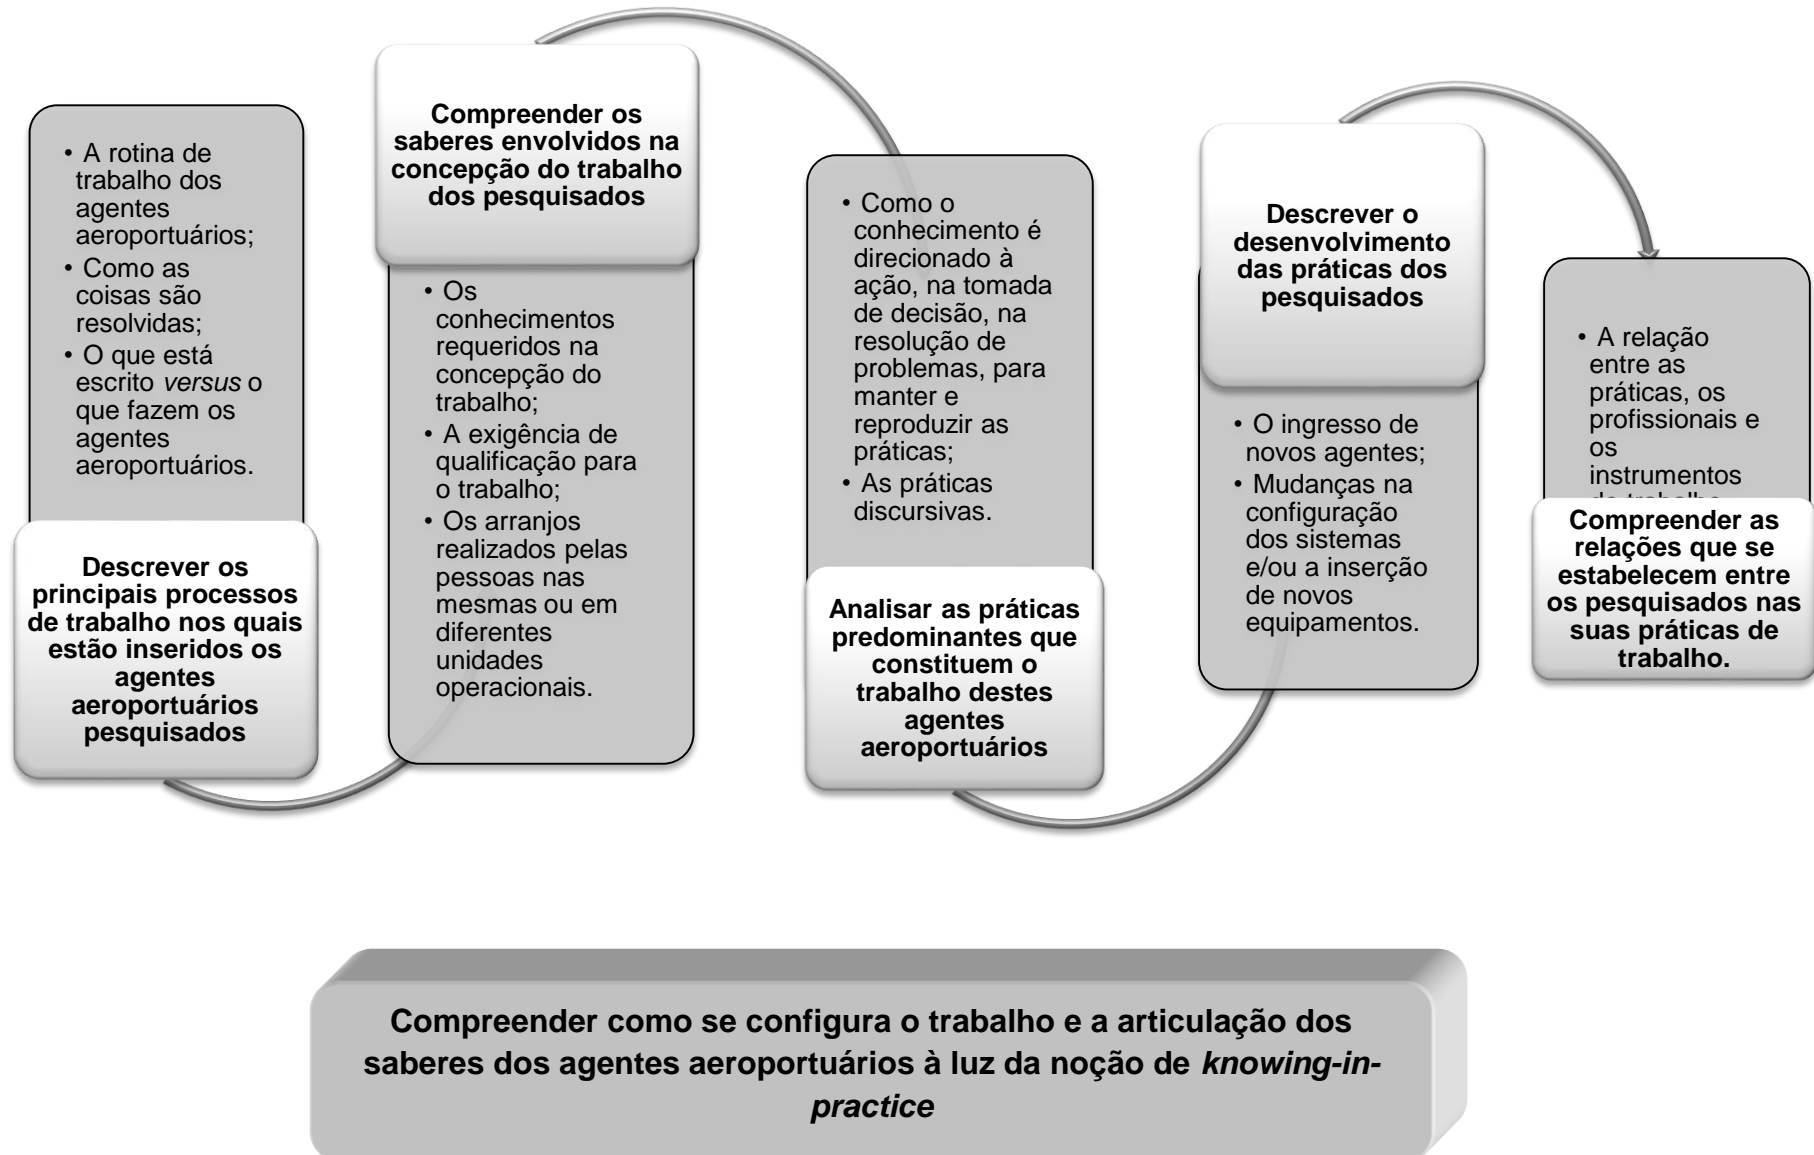 • A rotina de
trabalho dos
agentes
aeroportuários;
• Como as
coisas são
resolvidas;
• O que está
escrito versus o
que fazem os
agentes
aeroportuários.
Descrever os
principais processos
de trabalho nos quais
estão inseridos os
agentes
aeroportuários
pesquisados
Compreender os
saberes envolvidos na
concepção do trabalho
dos pesquisados
• Os
conhecimentos
requeridos na
concepção do
trabalho;
• A exigência de
qualificação para
o trabalho;
• Os arranjos
realizados pelas
pessoas nas
mesmas ou em
diferentes
unidades
operacionais.
• Como o
conhecimento é
direcionado à
ação, na tomada
de decisão, na
resolução de
problemas, para
manter e
reproduzir as
práticas;
• As práticas
discursivas.
Analisar as práticas
predominantes que
constituem o
trabalho destes
agentes
aeroportuários
Descrever o
desenvolvimento
das práticas dos
pesquisados
• O ingresso de
novos agentes;
• Mudanças na
configuração
dos sistemas
e/ou a inserção
de novos
equipamentos.
• A relação
entre as
práticas, os
profissionais e
os
instrumentos
Compreender as
relações que se
estabelecem entre
os pesquisados nas
suas práticas de
trabalho.
Compreender como se configura o trabalho e a articulação dos
saberes dos agentes aeroportuários à luz da noção de knowing-in-
practice